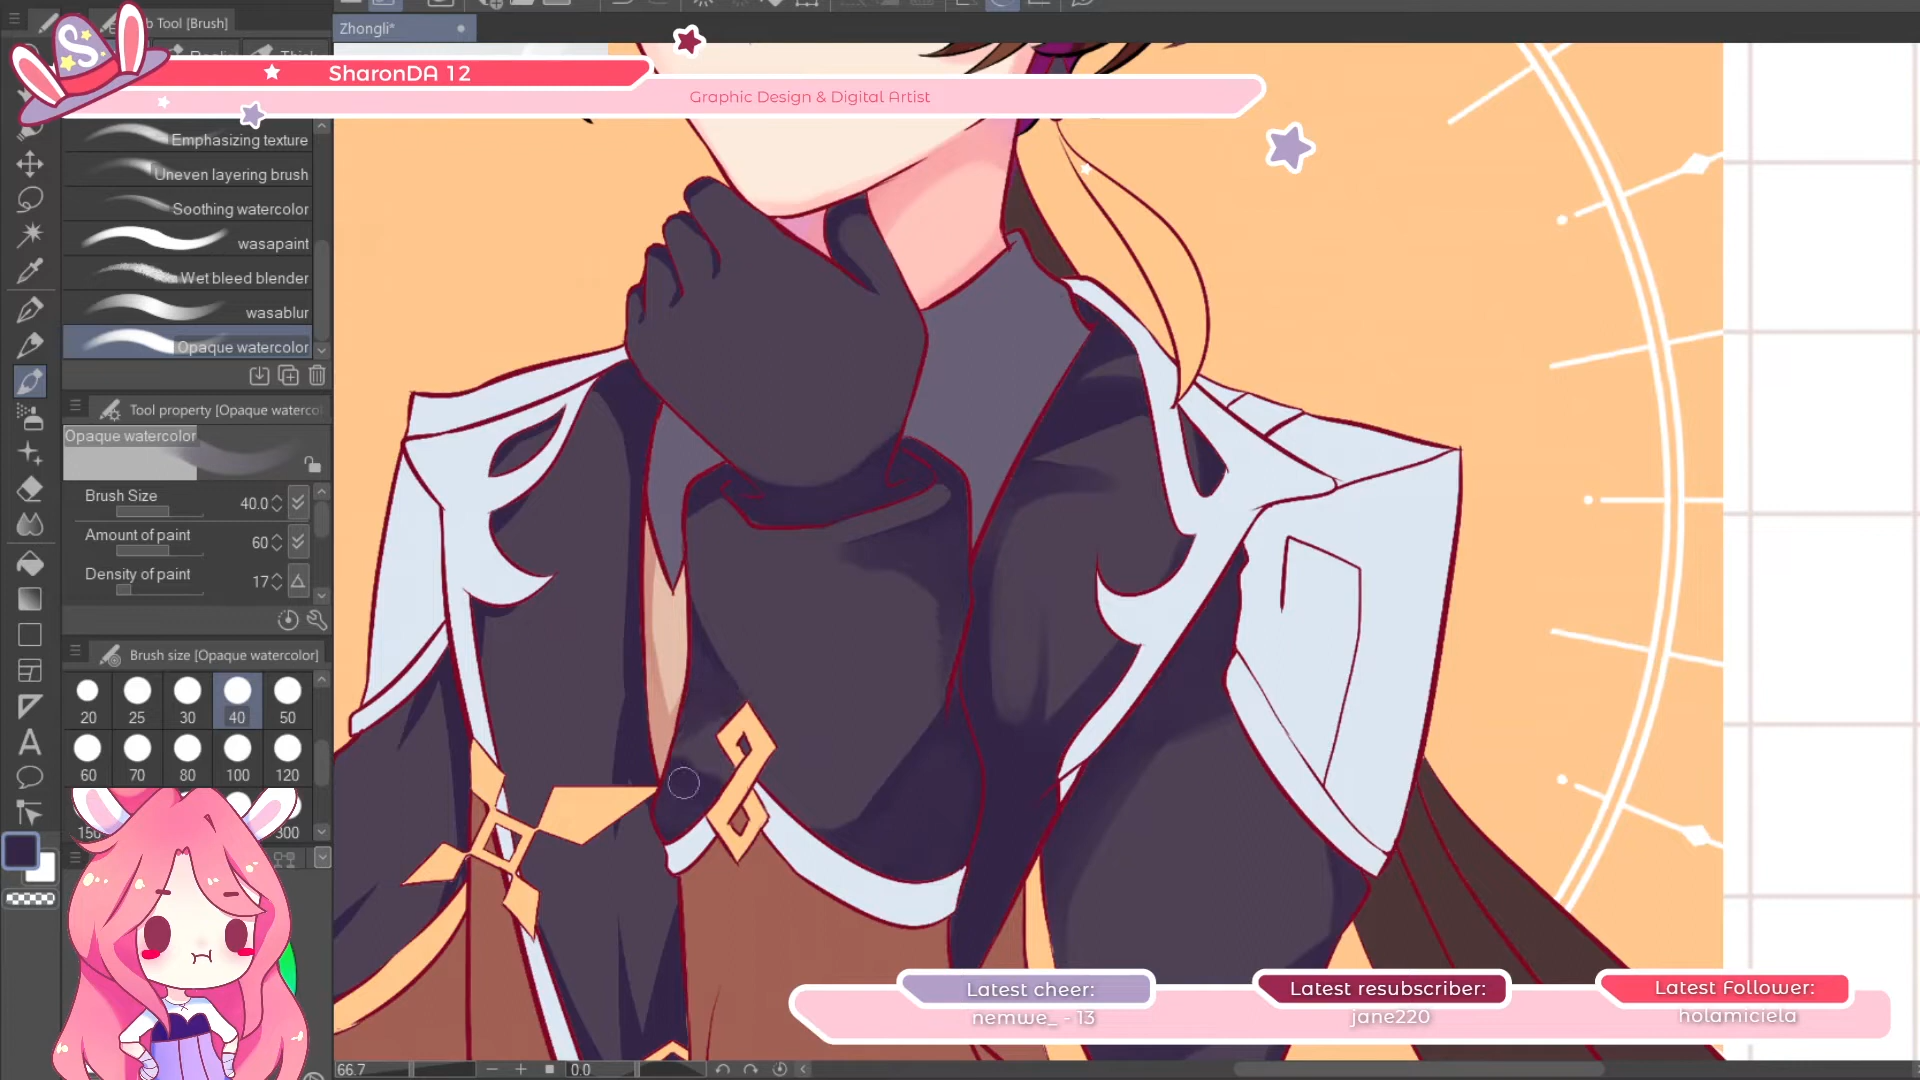 Tool [Brush]
Zhongli*
S
SharonDA 12
Graphic Design & Digital Artist
Emphasizing texture
Uneven layering brush
Soothing watercolor
wasapaint
Wet bleed blender
wasablur
Opaque watercolor
Tool property [Opaque waterco
Opaque watercolor
Brush Size
40.0
Amount of paint
60
Density of paint
17
Brush size [Opaque watercolor]
20 25 30 40 50
60 70 80 100 120
150 300
Latest cheer:
nemwe_ - 13
Latest resubscriber:
jane220
Latest Follower:
holamiciela
66.7
0.0